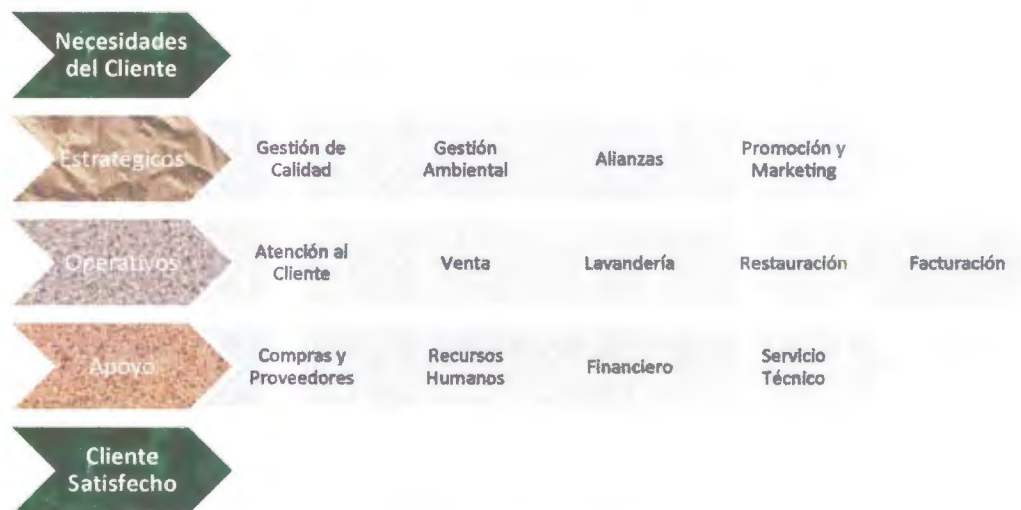 Necesidades
del Cliente
Estratégicos
Gestión de
Calidad
Gestión
Ambiental
Alianzas
Promoción y
Marketing
Operativos
Atención al
Cliente
Venta
Lavandería
Restauración
Facturación
Apoyo
Compras y
Proveedores
Recursos
Humanos
Financiero
Servicio
Técnico
Cliente
Satisfecho